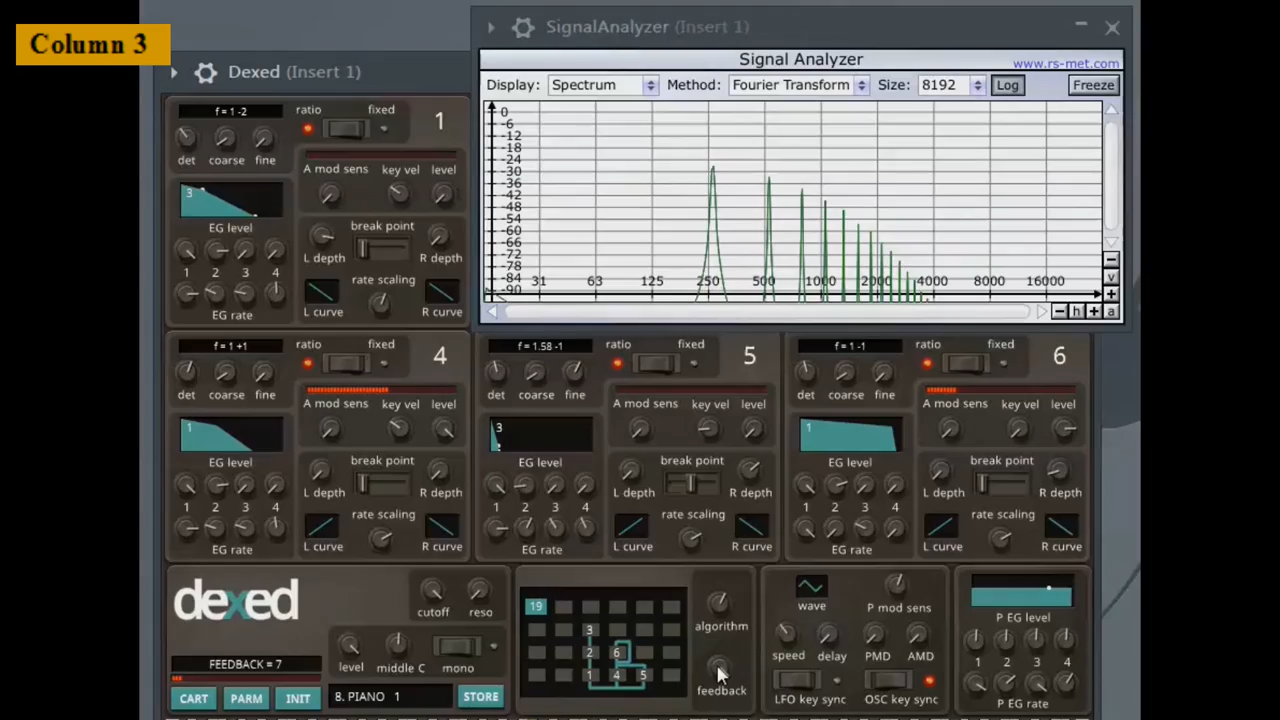 Column 3
SignalAnalyzer (Insert 1)
Dexed (Insert 1)
Signal Analyzer
www.rs-met.com
Display: Spectrum Method: Fourier Transform Size: 8192 Log Freeze
0
-6
-12
-18
-24
-30
-36
-42
-48
-54
-60
-66
-72
-78
-84
-90
31 63 125 250 500 1000 2000 4000 8000 16000
v
+
− h + a
f = 1 -2 ratio fixed 1
det coarse fine
A mod sens key vel level
3
EG level
break point
L depth R depth
1 2 3 4
rate scaling
EG rate
L curve R curve
f = 1 +1 ratio fixed 4
det coarse fine
A mod sens key vel level
1
EG level
break point
L depth R depth
1 2 3 4
rate scaling
EG rate
L curve R curve
f = 1.58 -1 ratio fixed 5
det coarse fine
A mod sens key vel level
3
EG level
break point
L depth R depth
1 2 3 4
rate scaling
EG rate
L curve R curve
f = 1 -1 ratio fixed 6
det coarse fine
A mod sens key vel level
1
EG level
break point
L depth R depth
1 2 3 4
rate scaling
EG rate
L curve R curve
dexed
cutoff reso
level middle C mono
FEEDBACK = 7
CART PARM INIT 8. PIANO 1 STORE
19
3
2 6
1 4 5
algorithm
feedback
wave P mod sens
speed delay PMD AMD
LFO key sync OSC key sync
P EG level
1 2 3 4
P EG rate